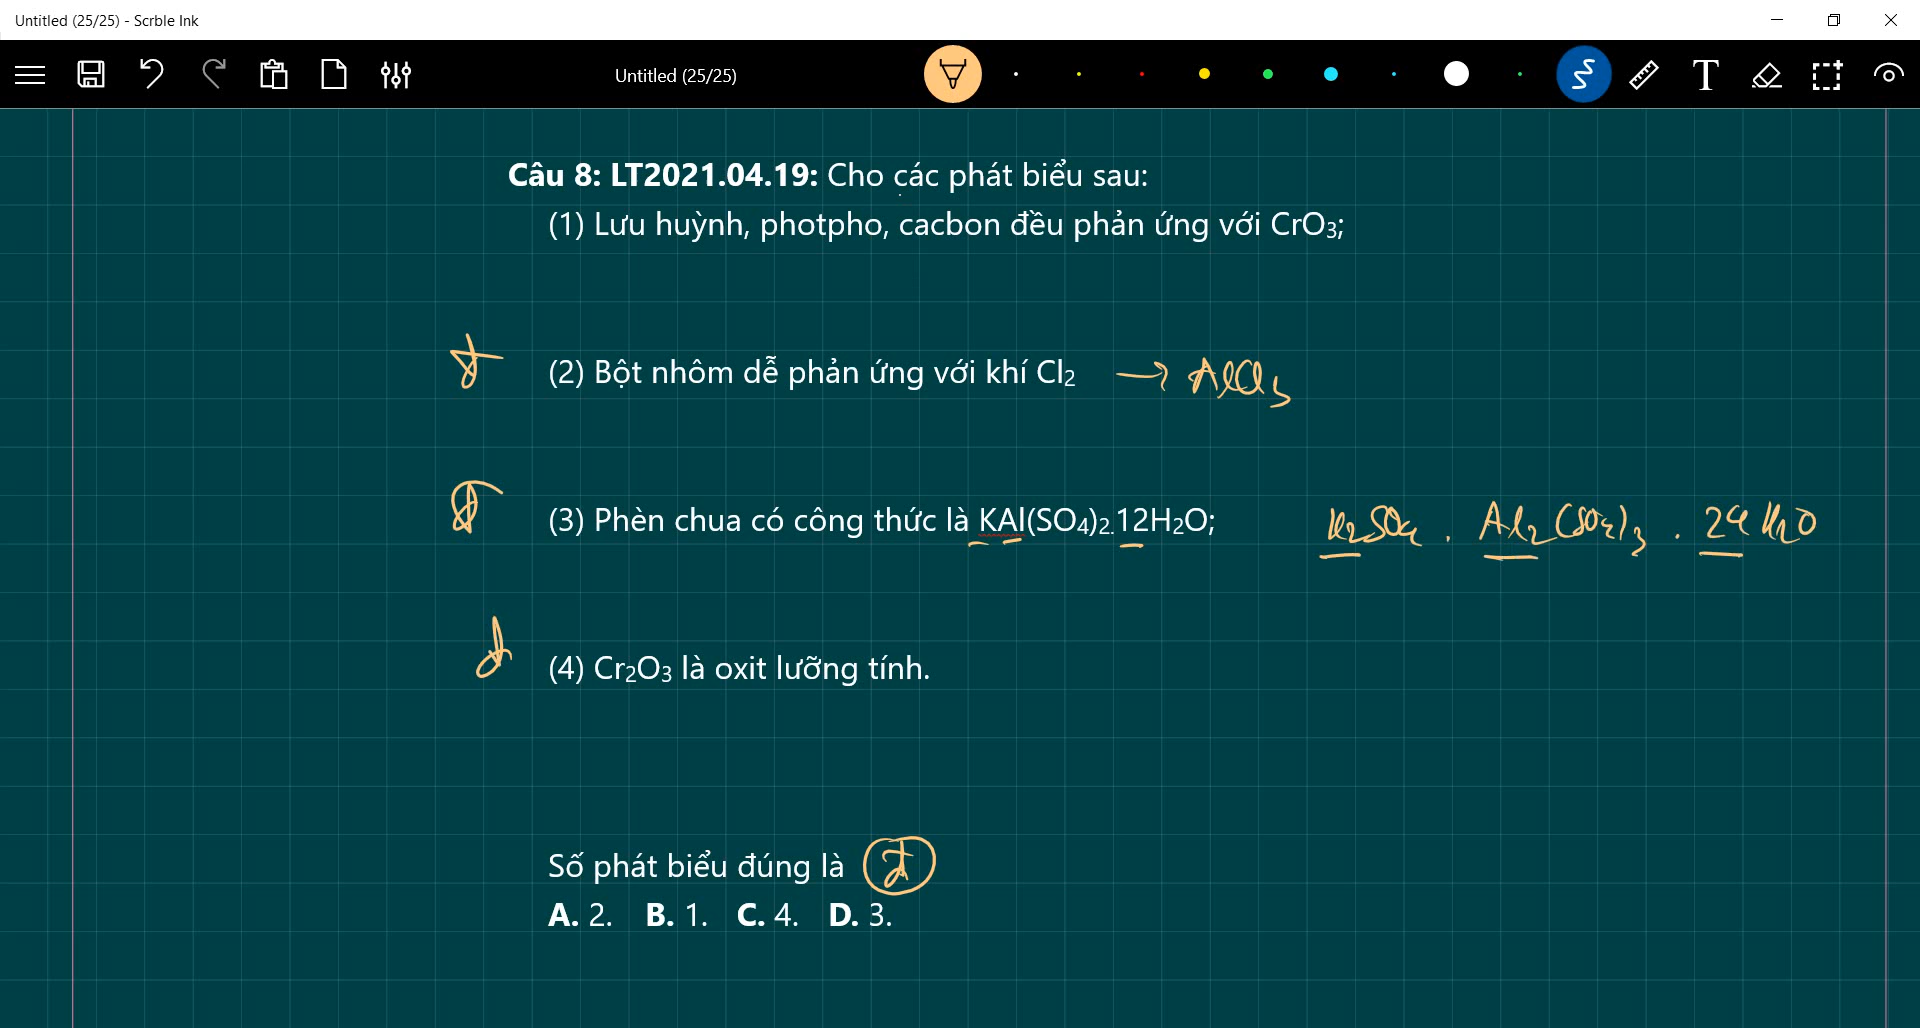 Untitled (25/25) - Scrble Ink
Untitled (25/25)
T
Câu 8: LT2021.04.19: Cho các phát biểu sau:
(1) Lưu huỳnh, photpho, cacbon đều phản ứng với CrO₃;
(2) Bột nhôm dễ phản ứng với khí Cl₂ → AlCl₃
(3) Phèn chua có công thức là KAl(SO₄)₂.12H₂O; K₂SO₄ . Al₂(SO₄)₃ . 24H₂O
đ (4) Cr₂O₃ là oxit lưỡng tính.
Số phát biểu đúng là đ
A. 2. B. 1. C. 4. D. 3.